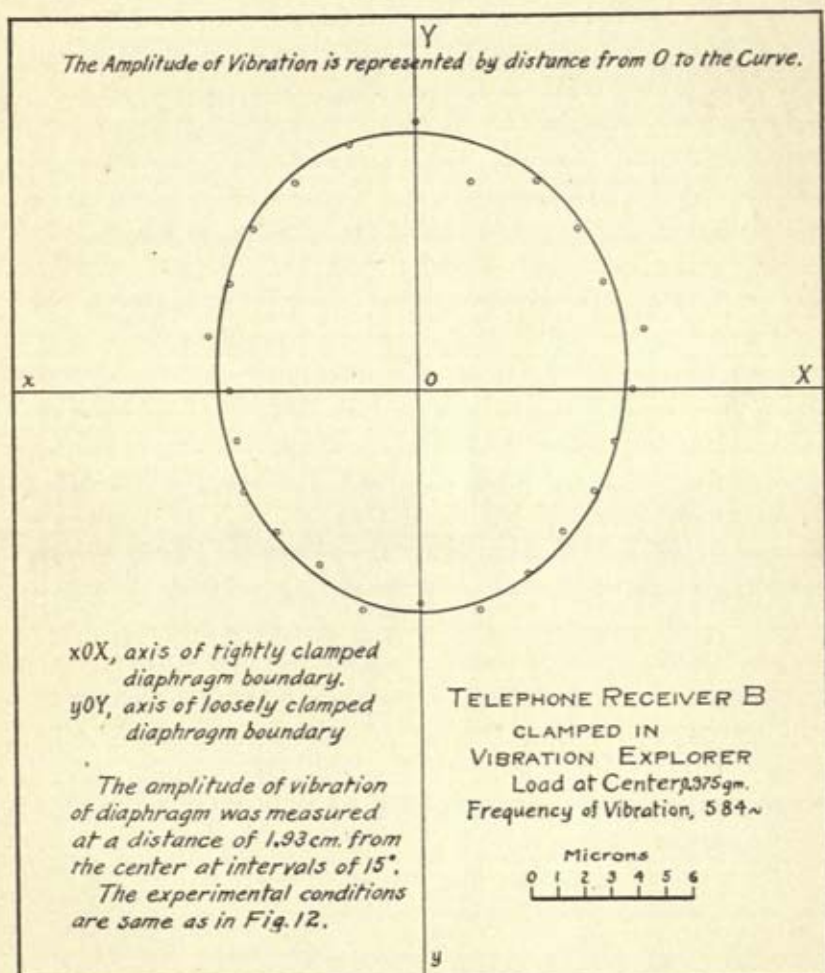 Y
The Amplitude of Vibration is represented by distance from O to the Curve.
x
O
X
xOX, axis of tightly clamped
diaphragm boundary.
yOY, axis of loosely clamped
diaphragm boundary
The amplitude of vibration
of diaphragm was measured
at a distance of 1.93 cm. from
the center at intervals of 15°.
The experimental conditions
are same as in Fig. 12.
TELEPHONE RECEIVER B
CLAMPED IN
VIBRATION EXPLORER
Load at Center 0.375 gm.
Frequency of Vibration, 584~
Microns
0 1 2 3 4 5 6
y